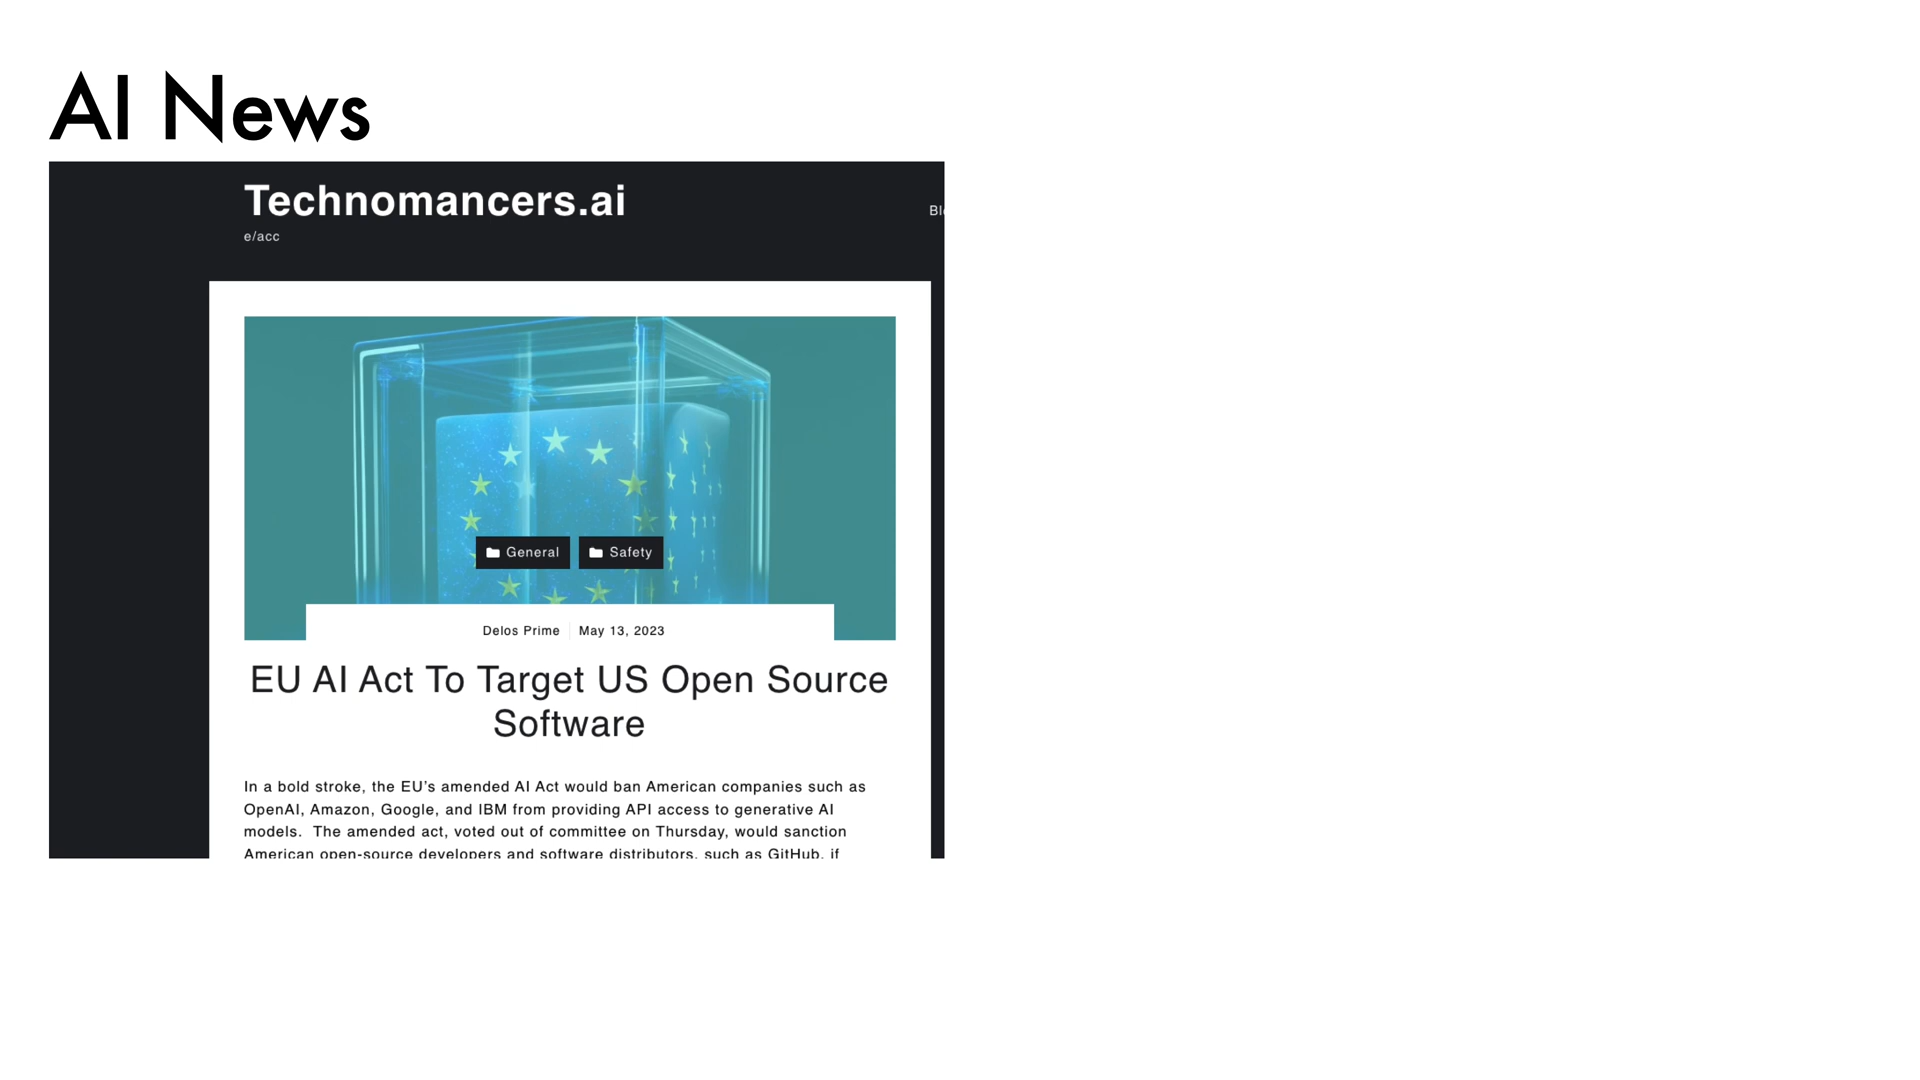 AI News
Technomancers.ai
e/acc
General
Safety
Delos Prime
May 13, 2023
EU AI Act To Target US Open Source
Software
In a bold stroke, the EU’s amended AI Act would ban American companies such as
OpenAI, Amazon, Google, and IBM from providing API access to generative AI
models.  The amended act, voted out of committee on Thursday, would sanction
American open-source developers and software distributors, such as GitHub, if